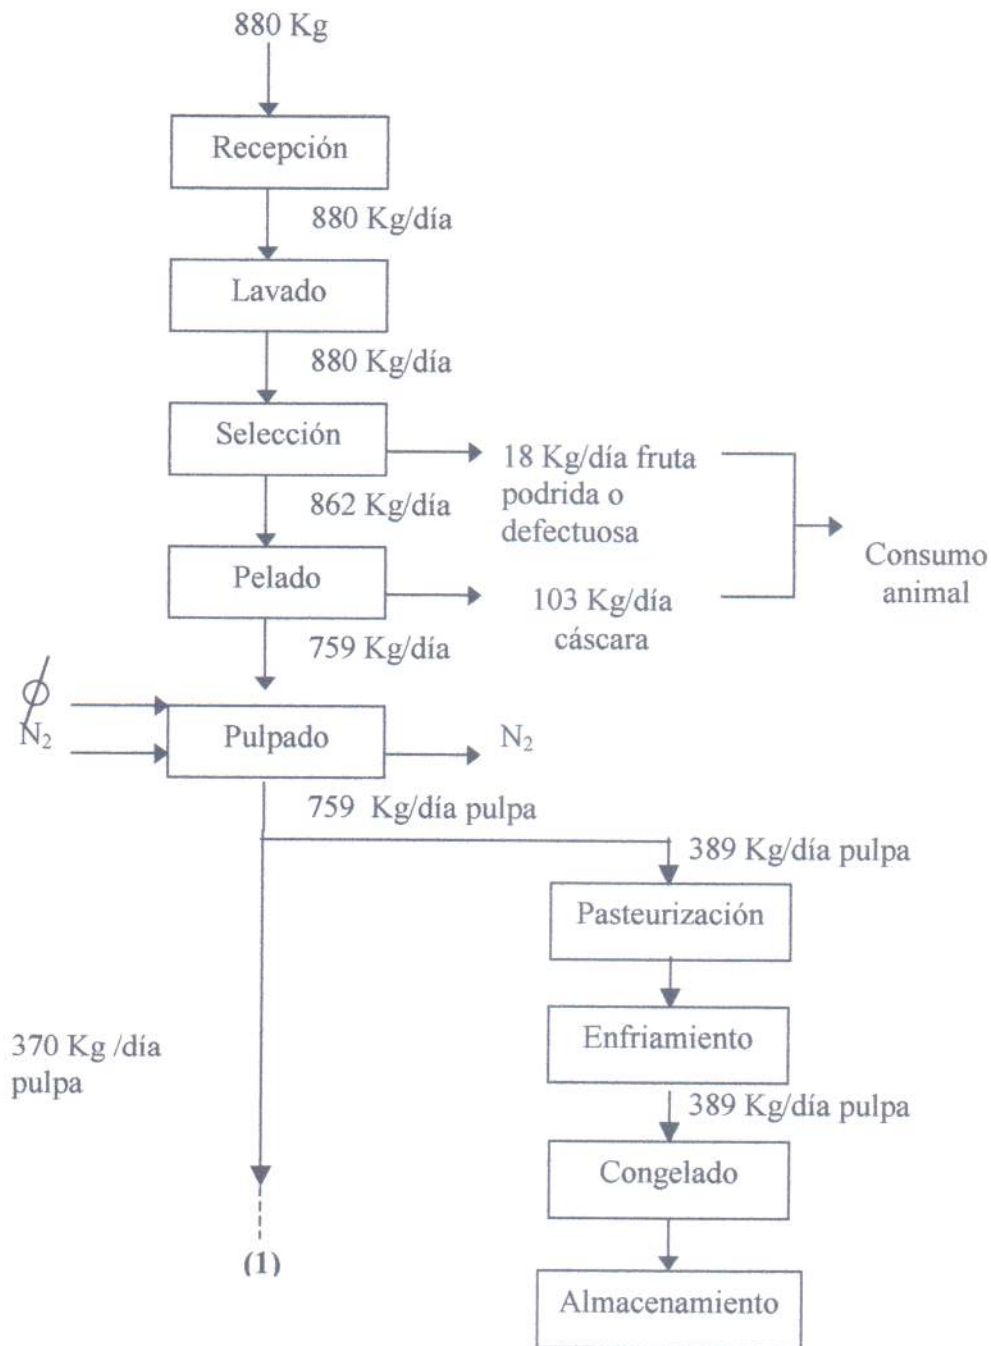 880 Kg
Recepción
880 Kg/día
Lavado
880 Kg/día
Selección
18 Kg/día fruta
podrida o
defectuosa
862 Kg/día
Consumo
animal
Pelado
103 Kg/día
cáscara
759 Kg/día
N₂
Pulpado
N₂
759 Kg/día pulpa
389 Kg/día pulpa
Pasteurización
Enfriamiento
370 Kg /día
pulpa
389 Kg/día pulpa
Congelado
(1)
Almacenamiento